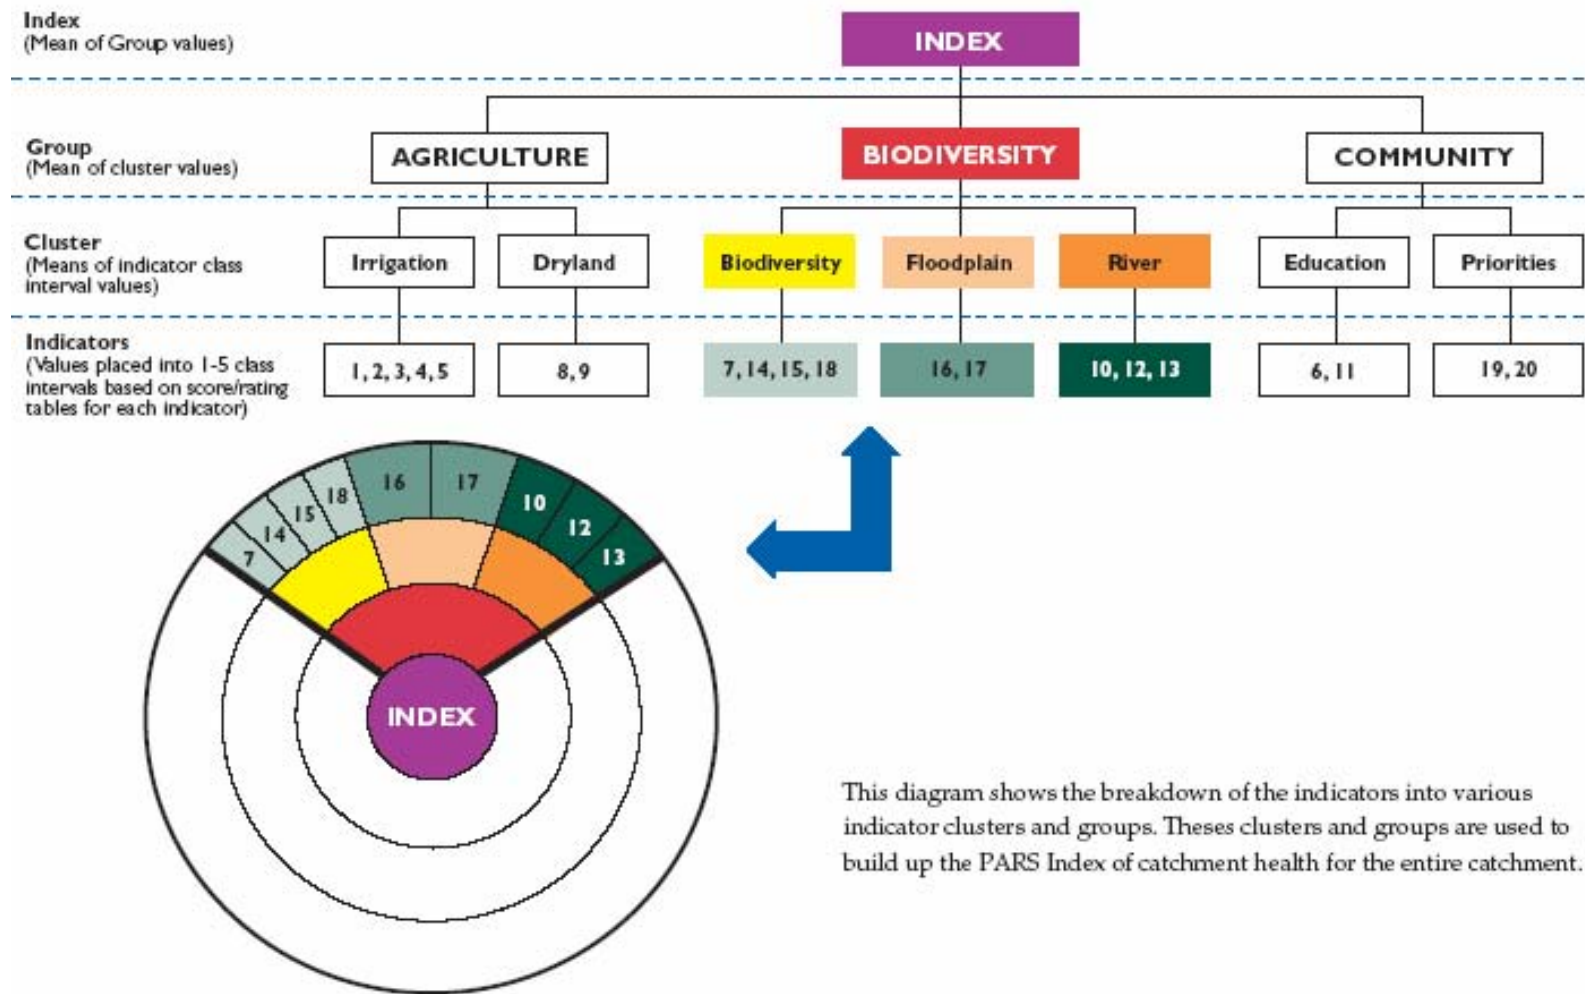 Index
(Mean of Group values)
INDEX
Group
(Mean of cluster values)
AGRICULTURE
BIODIVERSITY
COMMUNITY
Cluster
(Means of indicator class
interval values)
Irrigation
Dryland
Biodiversity
Floodplain
River
Education
Priorities
Indicators
(Values placed into 1-5 class
intervals based on score/rating
tables for each indicator)
1, 2, 3, 4, 5
8, 9
7, 14, 15, 18
16, 17
10, 12, 13
6, 11
19, 20
7
14
15
18
16
17
10
12
13
INDEX
This diagram shows the breakdown of the indicators into various
indicator clusters and groups. Theses clusters and groups are used to
build up the PARS Index of catchment health for the entire catchment.